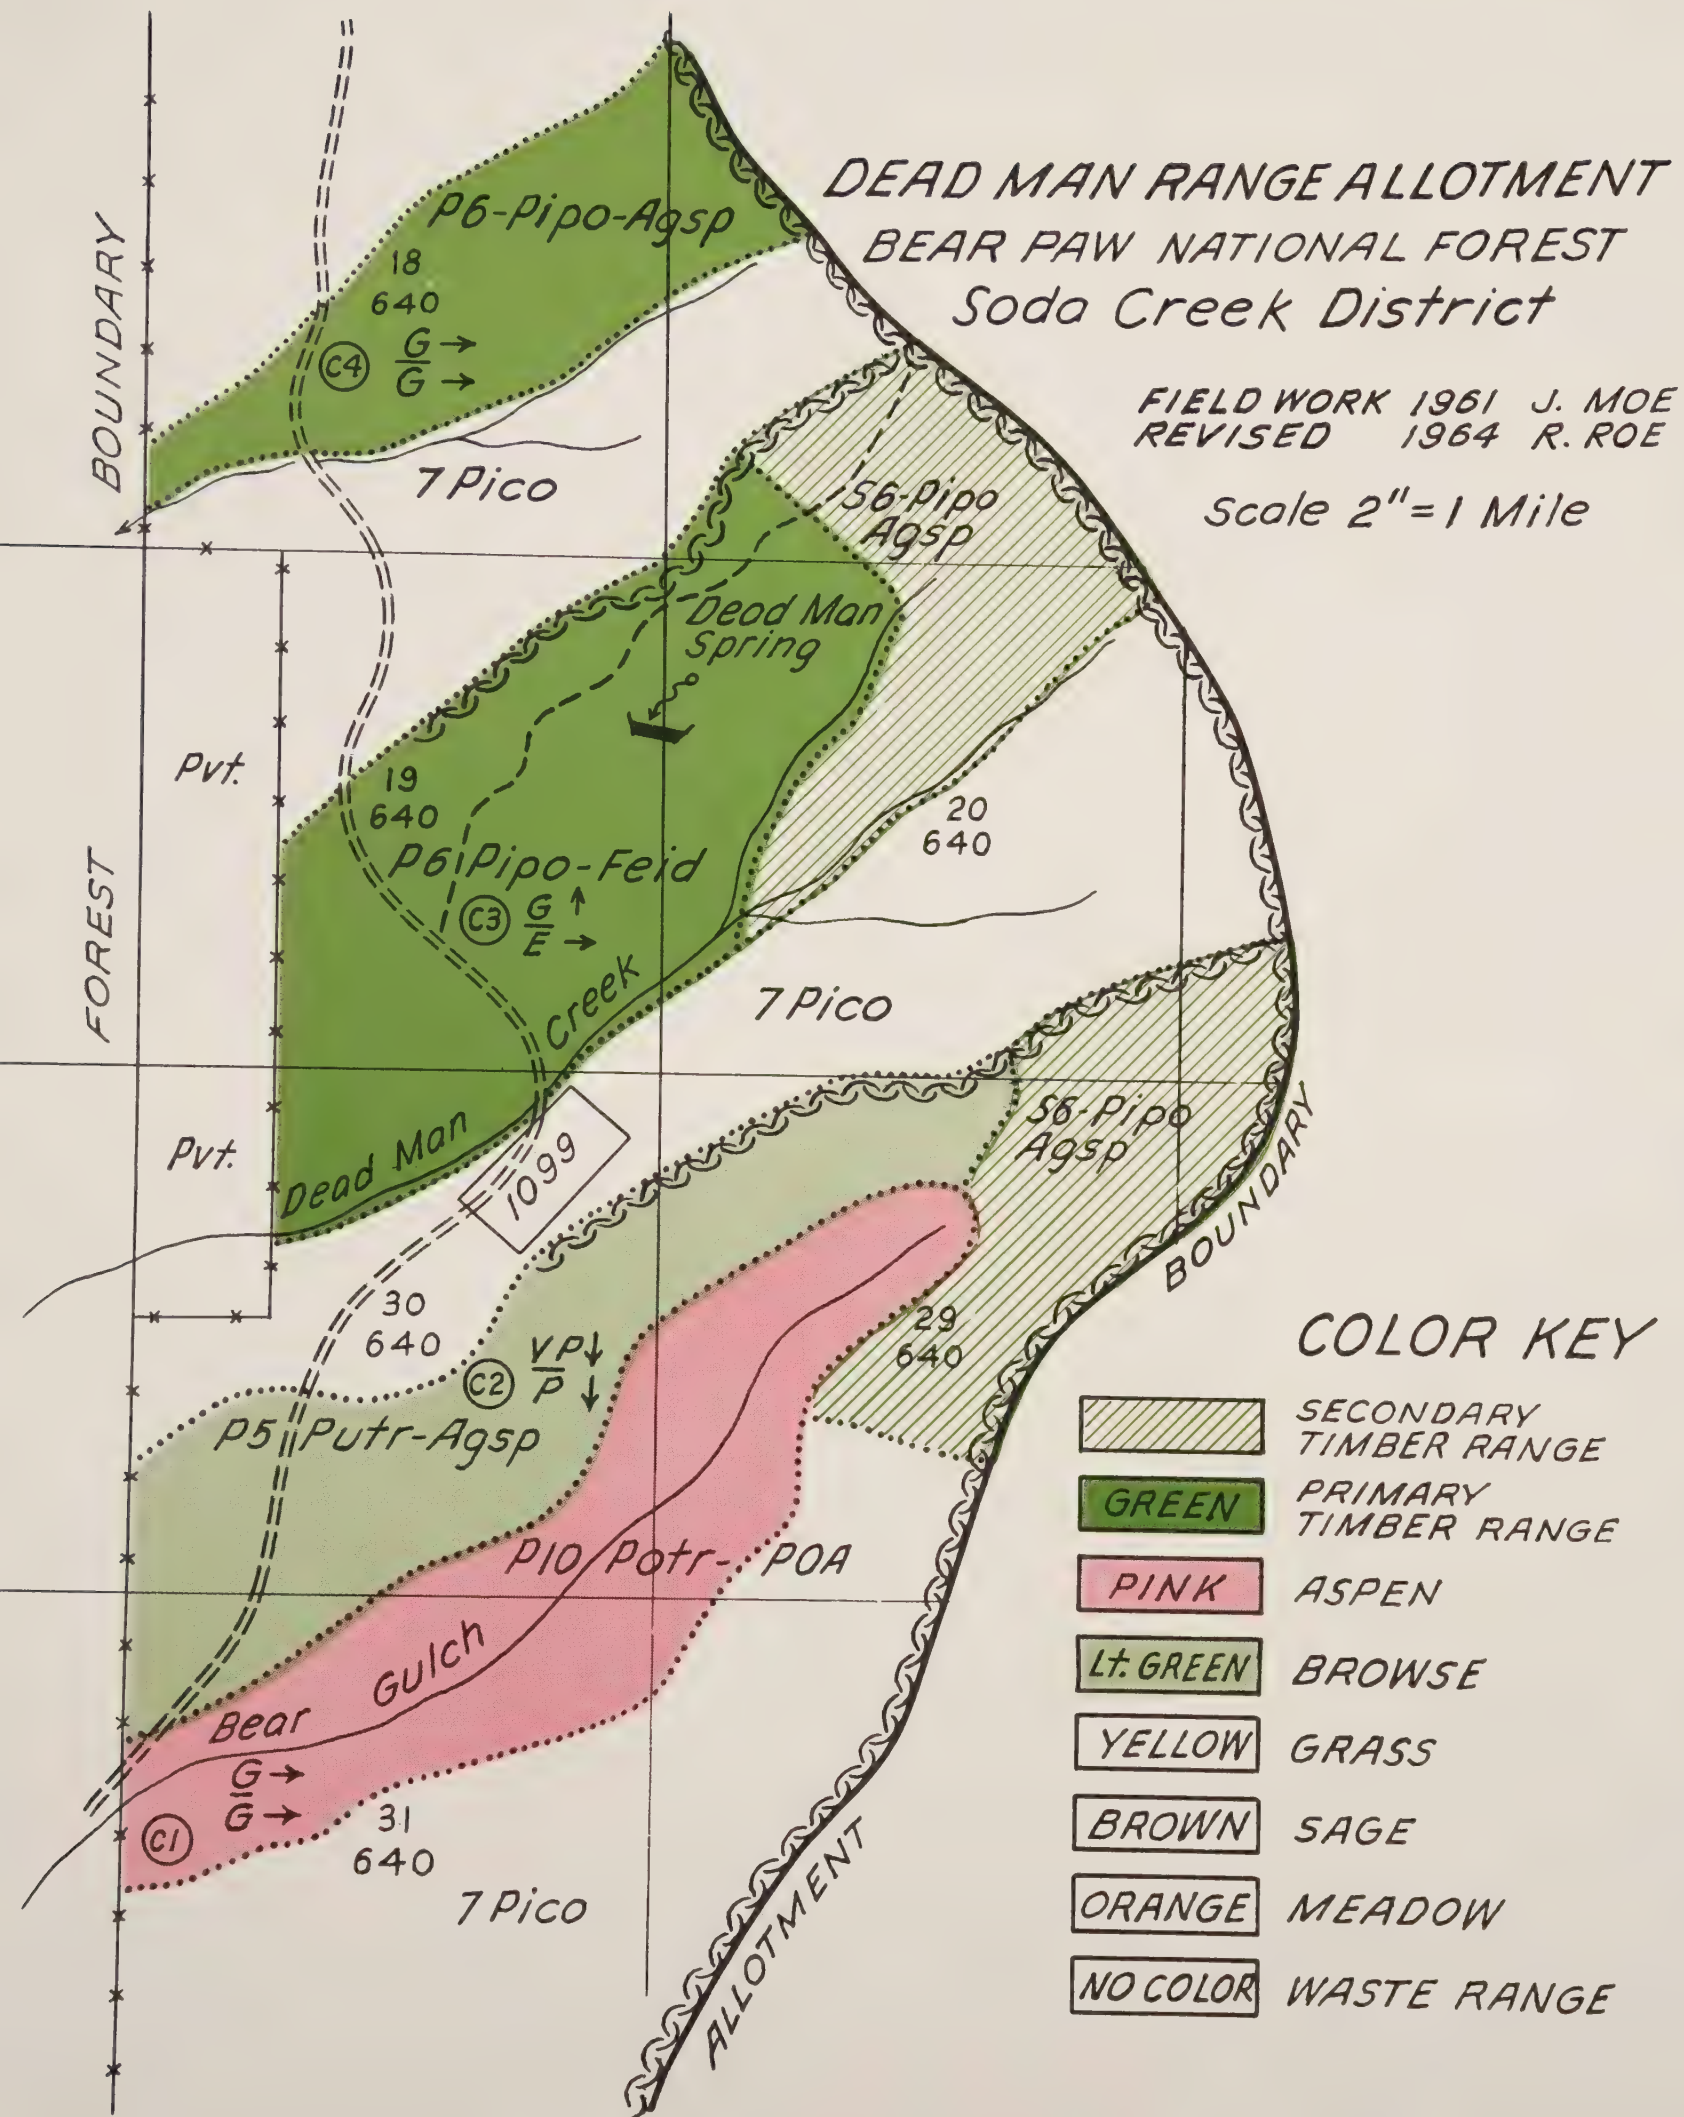 DEAD MAN RANGE ALLOTMENT
BEAR PAW NATIONAL FOREST
Soda Creek District
FIELD WORK 1961 J. MOE
REVISED 1964 R. ROE
Scale 2"=1 Mile
BOUNDARY
FOREST
P6-Pipo-Agsp
18
640
C4
G →
G →
7 Pico
S6-Pipo
Agsp
Dead Man
Spring
Pvt.
19
640
P6 Pipo-Feid
C3
G ↑
E →
20
640
7 Pico
Dead Man Creek
Pvt.
1099
S6-Pipo
Agsp
BOUNDARY
30
640
C2
VP↓
P ↓
29
640
P5 Putr-Agsp
P10 Potr- POA
Bear Gulch
G →
G →
C1
31
640
7 Pico
ALLOTMENT
COLOR KEY
SECONDARY
TIMBER RANGE
GREEN PRIMARY
TIMBER RANGE
PINK ASPEN
Lt. GREEN BROWSE
YELLOW GRASS
BROWN SAGE
ORANGE MEADOW
NO COLOR WASTE RANGE